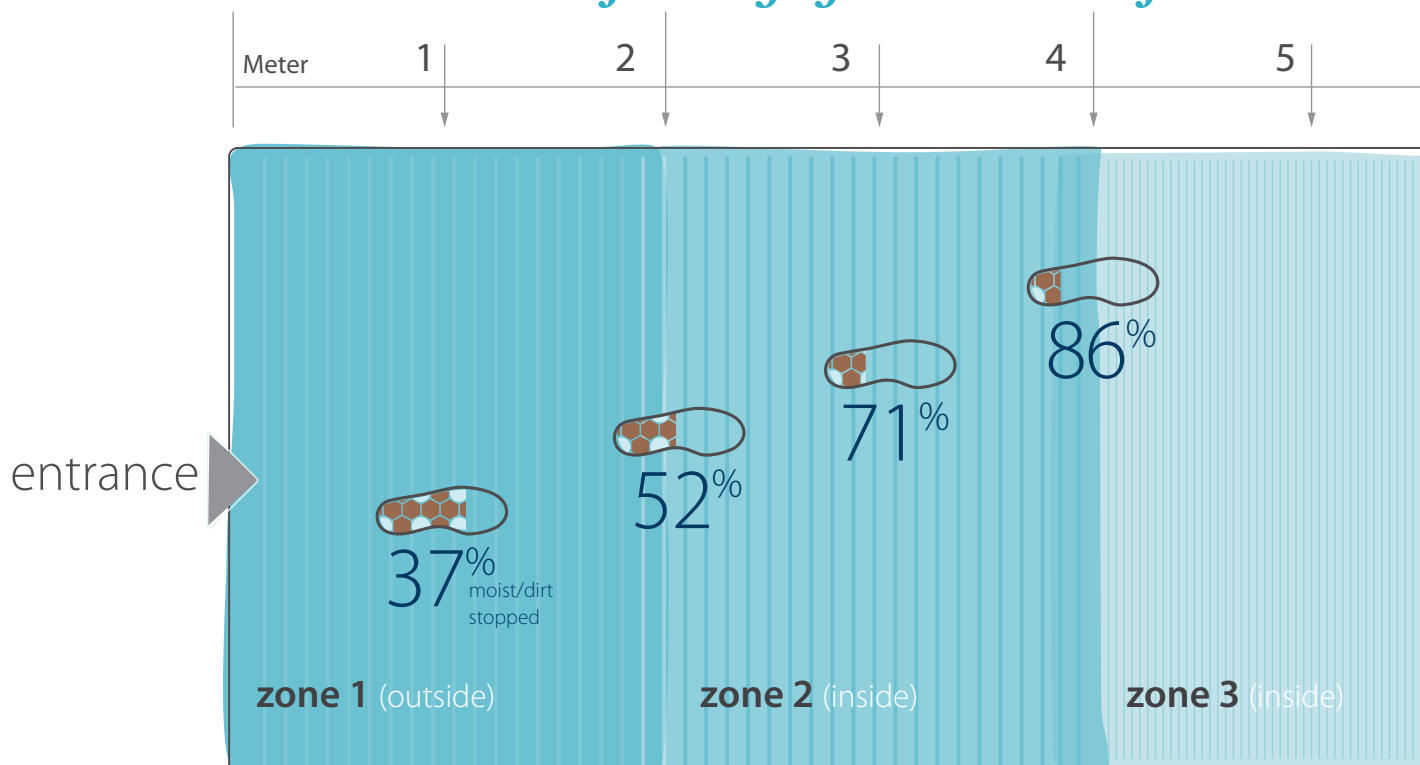 Meter 1 2 3 4 5
86%
71%
entrance
52%
37%
moist/dirt
stopped
zone 1 (outside) zone 2 (inside) zone 3 (inside)